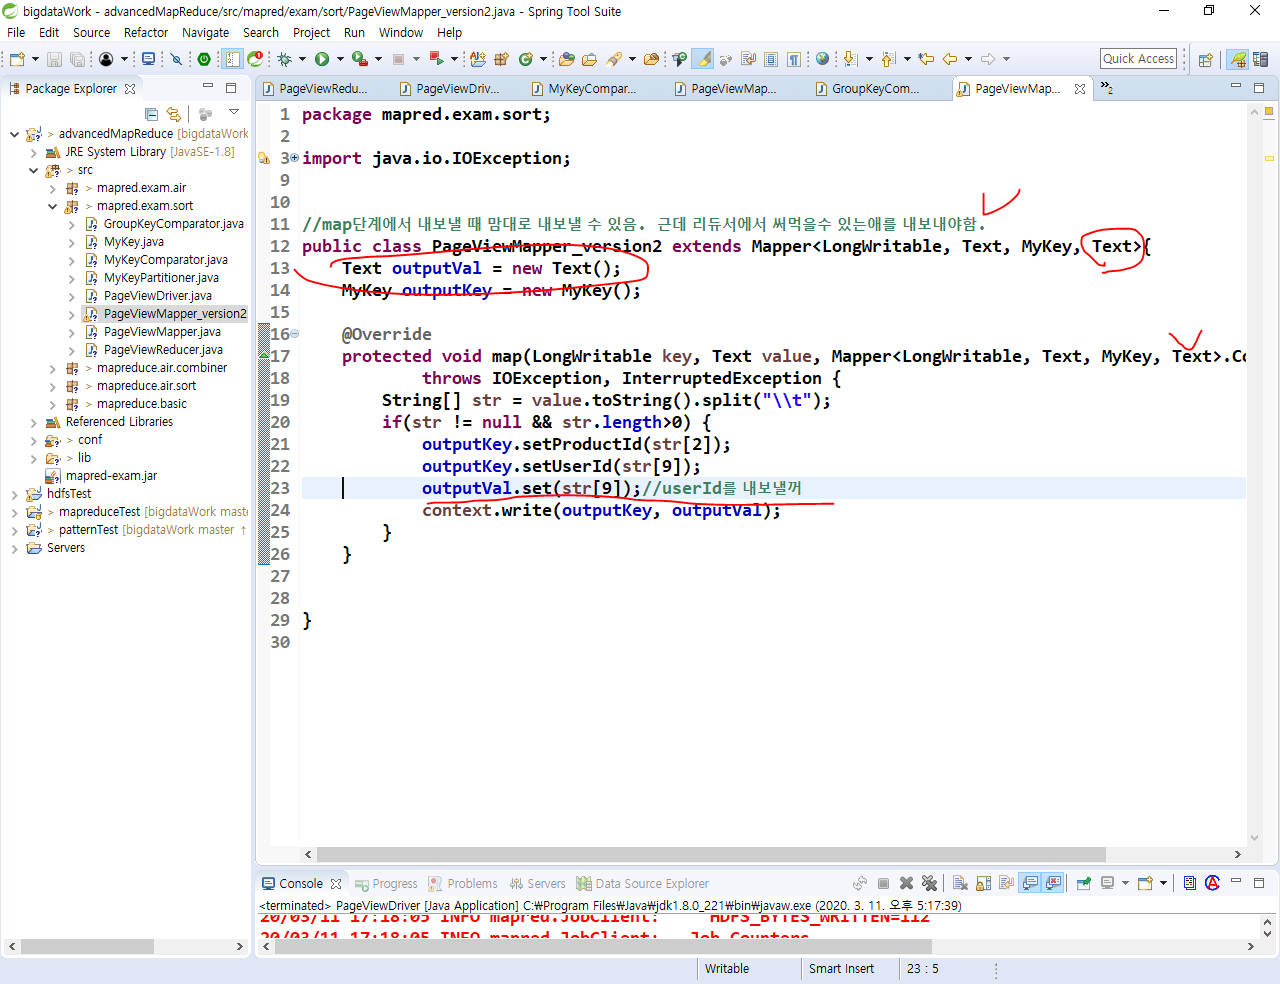 bigdataWork - advancedMapReduce/src/mapred/exam/sort/PageViewMapper_version2.java - Spring Tool Suite
File Edit Source Refactor Navigate Search Project Run Window Help
Quick Access
Package Explorer
PageViewRedu...
PageViewDriv...
MyKeyCompar...
PageViewMap...
GroupKeyCom...
PageViewMap...
»2
advancedMapReduce [bigdataWork
JRE System Library [JavaSE-1.8]
> src
> mapred.exam.air
> mapred.exam.sort
> GroupKeyComparator.java
> MyKey.java
> MyKeyComparator.java
> MyKeyPartitioner.java
> PageViewDriver.java
> PageViewMapper_version2
> PageViewMapper.java
> PageViewReducer.java
> mapreduce.air.combiner
> mapreduce.air.sort
> mapreduce.basic
Referenced Libraries
> conf
> lib
mapred-exam.jar
hdfsTest
> mapreduceTest [bigdataWork mast
> patternTest [bigdataWork master ↑
Servers
1 package mapred.exam.sort;
2
3 import java.io.IOException;
9
10
11 //map단계에서 내보낼 때 맘대로 내보낼 수 있음. 근데 리듀서에서 써먹을수 있는애를 내보내야함.
12 public class PageViewMapper_version2 extends Mapper<LongWritable, Text, MyKey, Text>{
13 Text outputVal = new Text();
14 MyKey outputKey = new MyKey();
15
16 @Override
17 protected void map(LongWritable key, Text value, Mapper<LongWritable, Text, MyKey, Text>.Co
18 throws IOException, InterruptedException {
19 String[] str = value.toString().split("\\t");
20 if(str != null && str.length>0) {
21 outputKey.setProductId(str[2]);
22 outputKey.setUserId(str[9]);
23 outputVal.set(str[9]);//userId를 내보낼꺼
24 context.write(outputKey, outputVal);
25 }
26 }
27
28
29 }
30
Console Progress Problems Servers Data Source Explorer
<terminated> PageViewDriver [Java Application] C:₩Program Files₩Java₩jdk1.8.0_221₩bin₩javaw.exe (2020. 3. 11. 오후 5:17:39)
20/03/11 17:18:05 INFO mapred.JobClient: HDFS_BYTES_WRITTEN=112
20/03/11 17:18:05 INFO mapred.JobClient: Job Counters
Writable Smart Insert 23 : 5